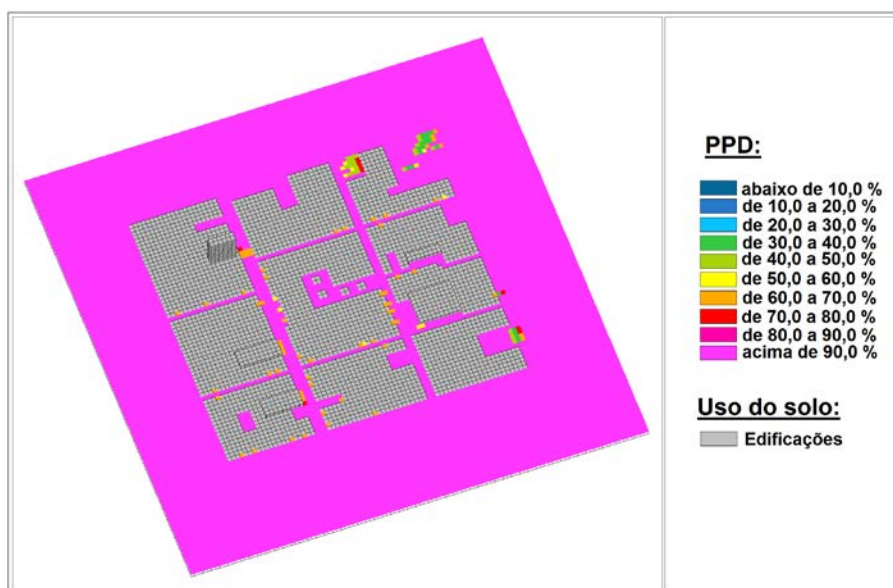 PPD:
abaixo de 10,0 %
de 10,0 a 20,0 %
de 20,0 a 30,0 %
de 30,0 a 40,0 %
de 40,0 a 50,0 %
de 50,0 a 60,0 %
de 60,0 a 70,0 %
de 70,0 a 80,0 %
de 80,0 a 90,0 %
acima de 90,0 %
Uso do solo:
Edificações